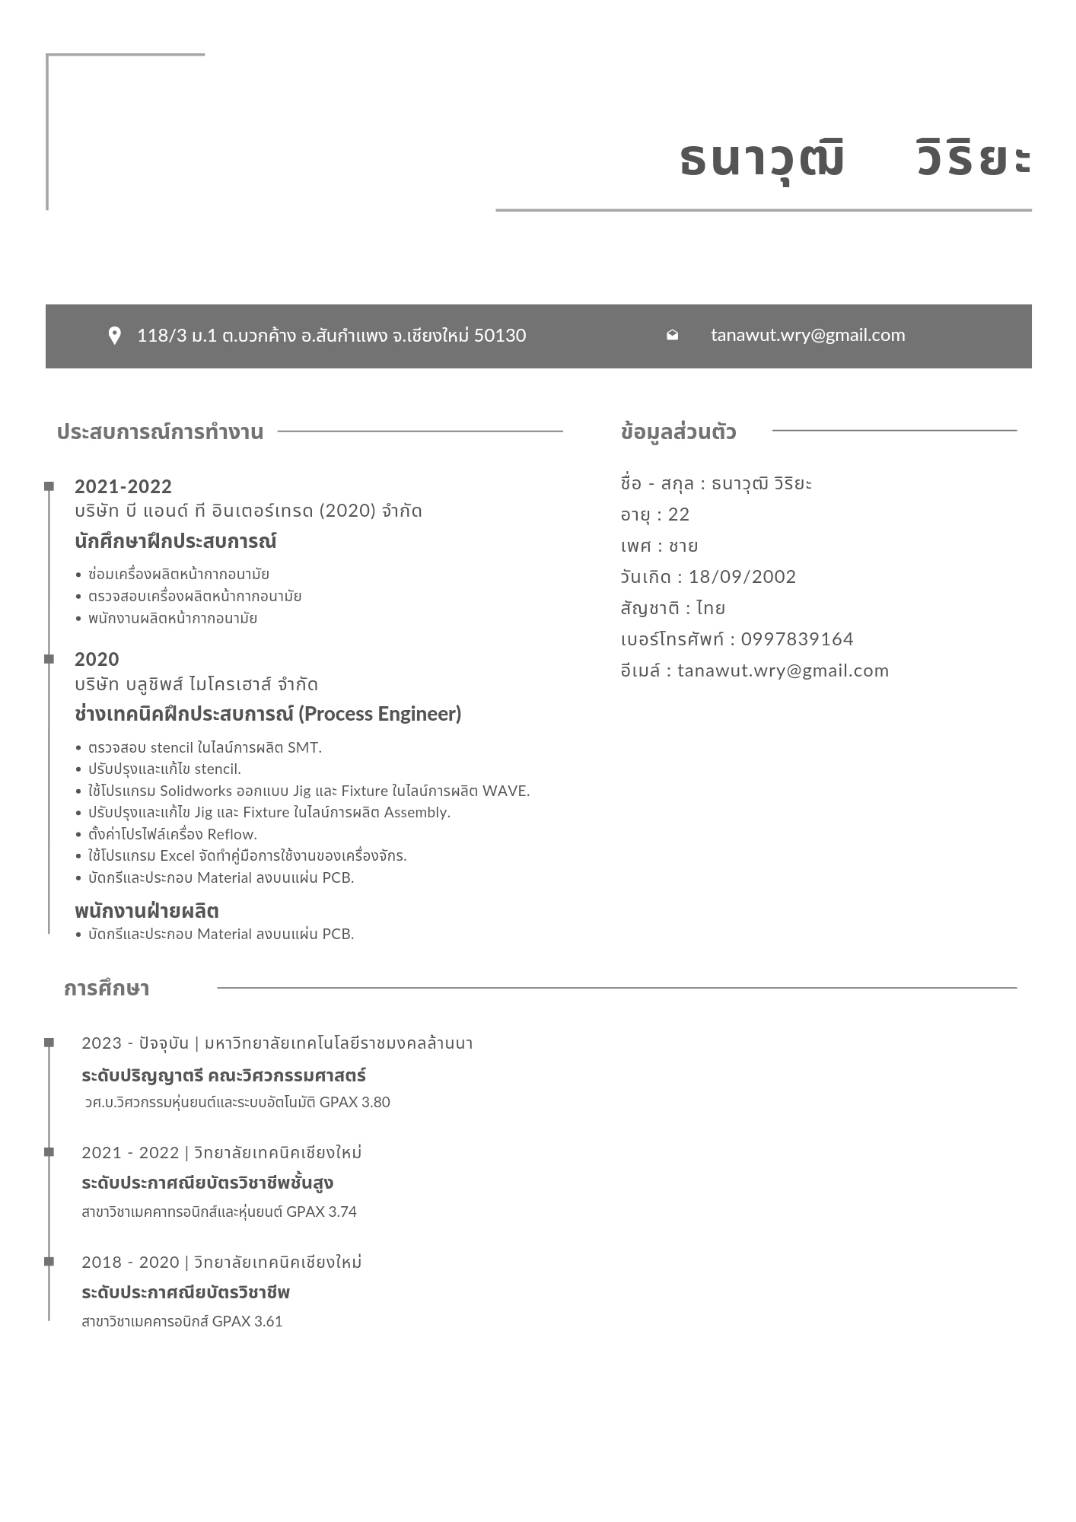 ธนาวุฒิ วิริยะ
118/3 ม.1 ต.บวกค้าง อ.สันกำแพง จ.เชียงใหม่ 50130
tanawut.wry@gmail.com
ประสบการณ์การทำงาน
2021-2022
บริษัท บี แอนด์ ที อินเตอร์เทรด (2020) จำกัด
นักศึกษาฝึกประสบการณ์
• ซ่อมเครื่องผลิตหน้ากากอนามัย
• ตรวจสอบเครื่องผลิตหน้ากากอนามัย
• พนักงานผลิตหน้ากากอนามัย
2020
บริษัท บลูชิพส์ ไมโครเฮาส์ จำกัด
ช่างเทคนิคฝึกประสบการณ์ (Process Engineer)
• ตรวจสอบ stencil ในไลน์การผลิต SMT.
• ปรับปรุงและแก้ไข stencil.
• ใช้โปรแกรม Solidworks ออกแบบ Jig และ Fixture ในไลน์การผลิต WAVE.
• ปรับปรุงและแก้ไข Jig และ Fixture ในไลน์การผลิต Assembly.
• ตั้งค่าโปรไฟล์เครื่อง Reflow.
• ใช้โปรแกรม Excel จัดทำคู่มือการใช้งานของเครื่องจักร.
• บัดกรีและประกอบ Material ลงบนแผ่น PCB.
พนักงานฝ่ายผลิต
• บัดกรีและประกอบ Material ลงบนแผ่น PCB.
ข้อมูลส่วนตัว
ชื่อ - สกุล : ธนาวุฒิ วิริยะ
อายุ : 22
เพศ : ชาย
วันเกิด : 18/09/2002
สัญชาติ : ไทย
เบอร์โทรศัพท์ : 0997839164
อีเมล์ : tanawut.wry@gmail.com
การศึกษา
2023 - ปัจจุบัน | มหาวิทยาลัยเทคโนโลยีราชมงคลล้านนา
ระดับปริญญาตรี คณะวิศวกรรมศาสตร์
วศ.บ.วิศวกรรมหุ่นยนต์และระบบอัตโนมัติ GPAX 3.80
2021 - 2022 | วิทยาลัยเทคนิคเชียงใหม่
ระดับประกาศณียบัตรวิชาชีพชั้นสูง
สาขาวิชาเมคคาทรอนิกส์และหุ่นยนต์ GPAX 3.74
2018 - 2020 | วิทยาลัยเทคนิคเชียงใหม่
ระดับประกาศณียบัตรวิชาชีพ
สาขาวิชาเมคคารอนิกส์ GPAX 3.61